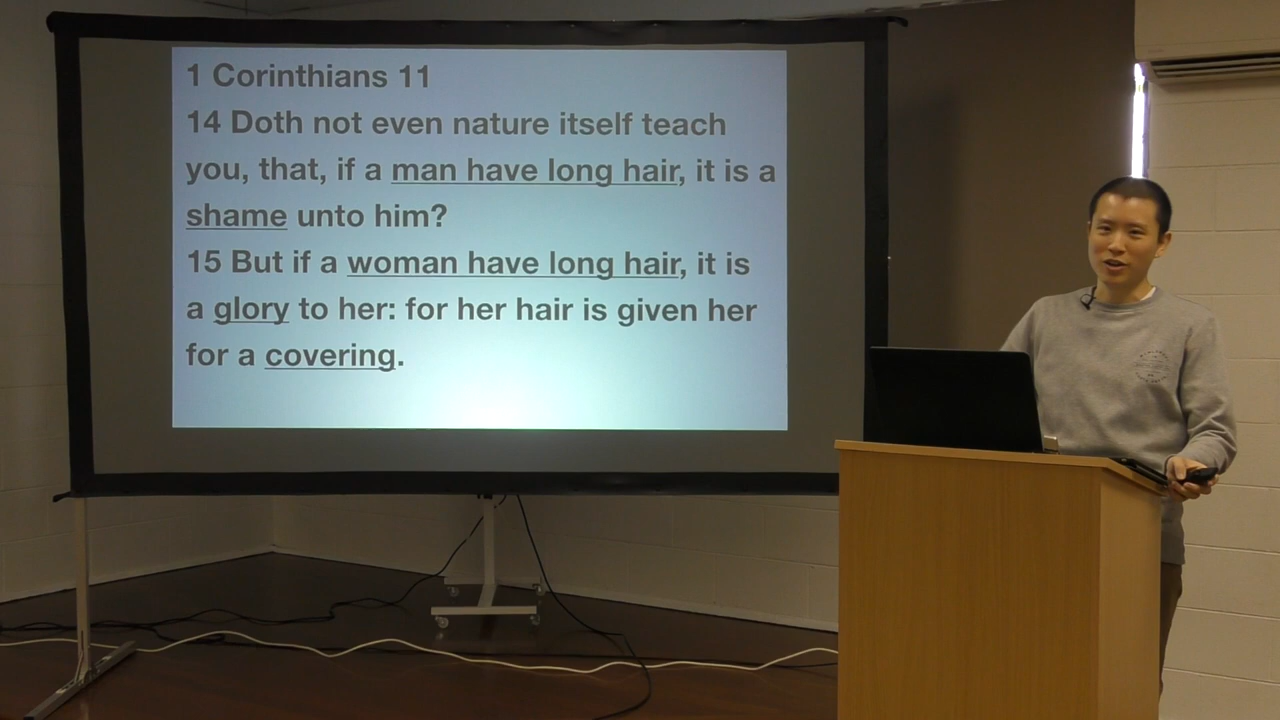 1 Corinthians 11
14 Doth not even nature itself teach
you, that, if a man have long hair, it is a
shame unto him?
15 But if a woman have long hair, it is
a glory to her: for her hair is given her
for a covering.